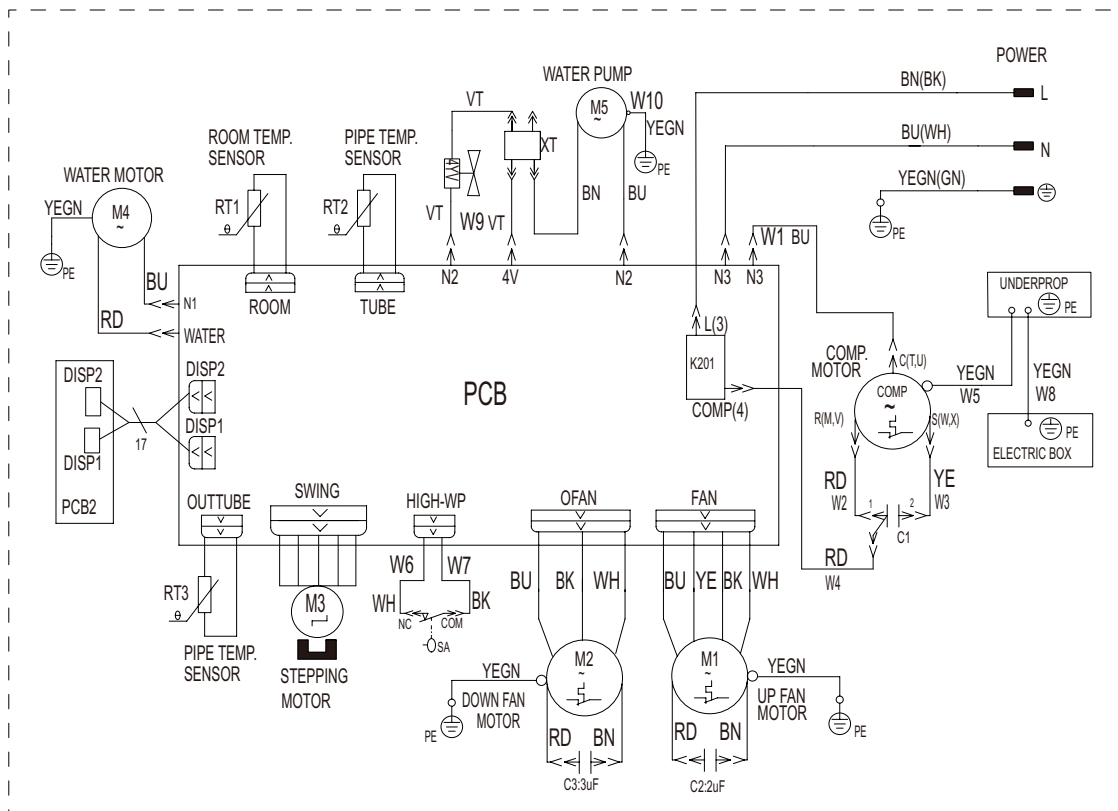 POWER
BN(BK)
L
BU(WH)
N
YEGN(GN)
PE
WATER PUMP
M5
~
W10
YEGN
PE
VT
XT
4YV
VT
W9
VT
BN
BU
ROOM TEMP.
SENSOR
RT1
θ
PIPE TEMP.
SENSOR
RT2
θ
WATER MOTOR
YEGN
M4
~
PE
BU
RD
N1
WATER
ROOM
TUBE
N2
4V
N2
N3
N3
W1
BU
L(3)
K201
COMP(4)
PCB
UNDERPROP
PE
COMP.
MOTOR
C(T,U)
COMP
~
R(M,V)
S(W,X)
YEGN
W5
YEGN
W8
PE
ELECTRIC BOX
RD
W2
YE
W3
1
2
C1
RD
W4
DISP2
DISP1
PCB2
17
DISP2
DISP1
OUTTUBE
SWING
HIGH-WP
OFAN
FAN
RT3
θ
PIPE TEMP.
SENSOR
M3
STEPPING
MOTOR
W6
W7
WH
BK
NC
COM
SA
BU
BK
WH
BU
YE
BK
WH
M2
~
YEGN
DOWN FAN
MOTOR
PE
RD
BN
C3:3uF
M1
~
YEGN
UP FAN
MOTOR
PE
RD
BN
C2:2uF